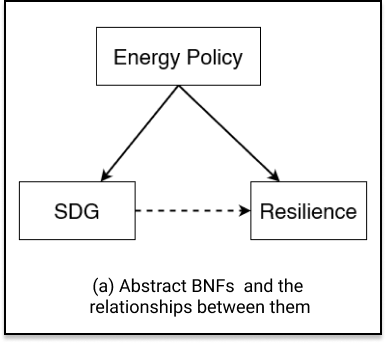 Energy Policy
SDG
Resilience
(a) Abstract BNFs and the
relationships between them